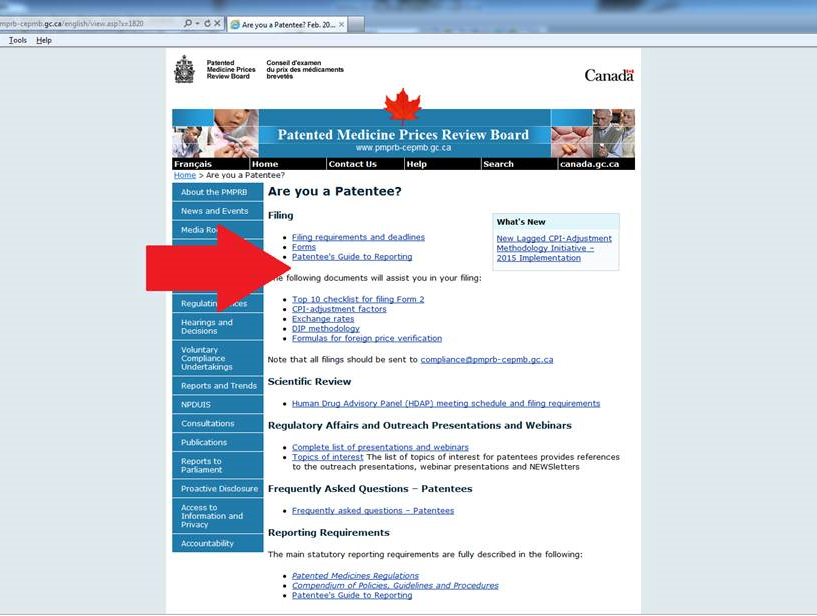 mprb-cepmb.gc.ca/english/view.asp?x=1820
Are you a Patentee? Feb. 20...
Tools Help
Patented
Medicine Prices
Review Board
Conseil d'examen
du prix des médicaments
brevetés
Canada
Patented Medicine Prices Review Board
www.pmprb-cepmb.gc.ca
Français Home Contact Us Help Search canada.gc.ca
Home > Are you a Patentee?
About the PMPRB
News and Events
Media
Regulating
Hearings and
Decisions
Voluntary
Compliance
Undertakings
Reports and Trends
NPDUIS
Consultations
Publications
Reports to
Parliament
Proactive Disclosure
Access to
Information and
Privacy
Accountability
Are you a Patentee?
Filing
Filing requirements and deadlines
Forms
Patentee's Guide to Reporting
following documents will assist you in your filing:
Top 10 checklist for filing Form 2
CPI-adjustment factors
Exchange rates
DIP methodology
Formulas for foreign price verification
Note that all filings should be sent to compliance@pmprb-cepmb.gc.ca
Scientific Review
Human Drug Advisory Panel (HDAP) meeting schedule and filing requirements
Regulatory Affairs and Outreach Presentations and Webinars
Complete list of presentations and webinars
Topics of interest The list of topics of interest for patentees provides references
to the outreach presentations, webinar presentations and NEWSletters
Frequently Asked Questions – Patentees
Frequently asked questions – Patentees
Reporting Requirements
The main statutory reporting requirements are fully described in the following:
Patented Medicines Regulations
Compendium of Policies, Guidelines and Procedures
Patentee's Guide to Reporting
What's New
New Lagged CPI-Adjustment
Methodology Initiative –
2015 Implementation